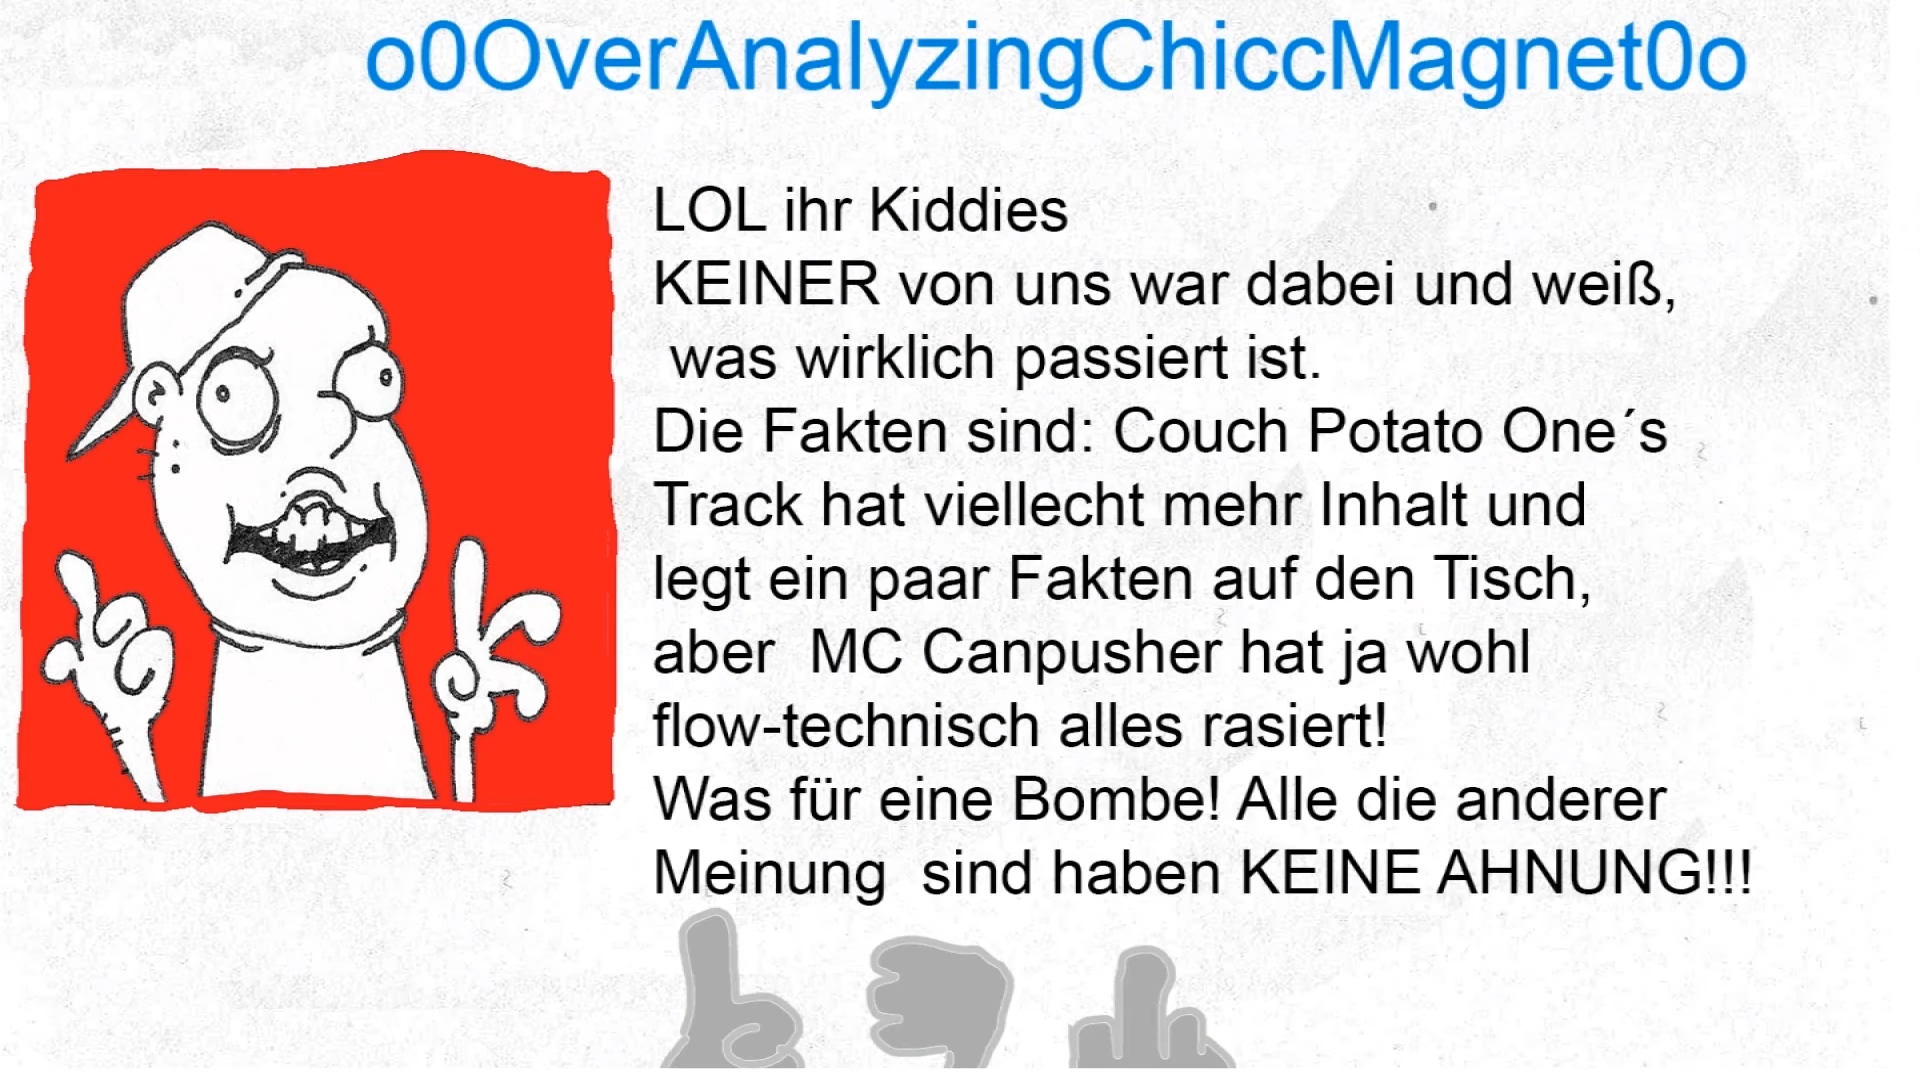 o0OverAnalyzingChiccMagnet0o
LOL ihr Kiddies
KEINER von uns war dabei und weiß,
was wirklich passiert ist.
Die Fakten sind: Couch Potato One´s
Track hat viellecht mehr Inhalt und
legt ein paar Fakten auf den Tisch,
aber  MC Canpusher hat ja wohl
flow-technisch alles rasiert!
Was für eine Bombe! Alle die anderer
Meinung  sind haben KEINE AHNUNG!!!